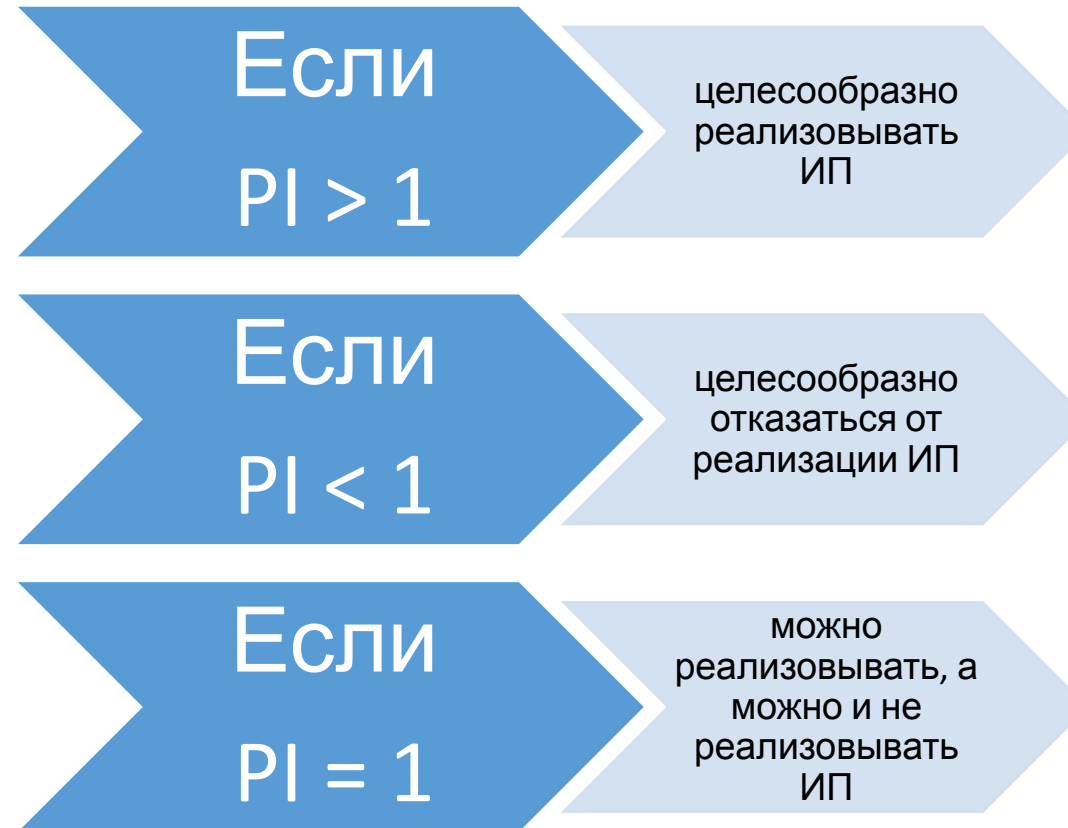 Если
PI > 1
целесообразно
реализовывать
ИП
Если
PI < 1
целесообразно
отказаться от
реализации ИП
Если
PI = 1
можно
реализовывать, а
можно и не
реализовывать
ИП